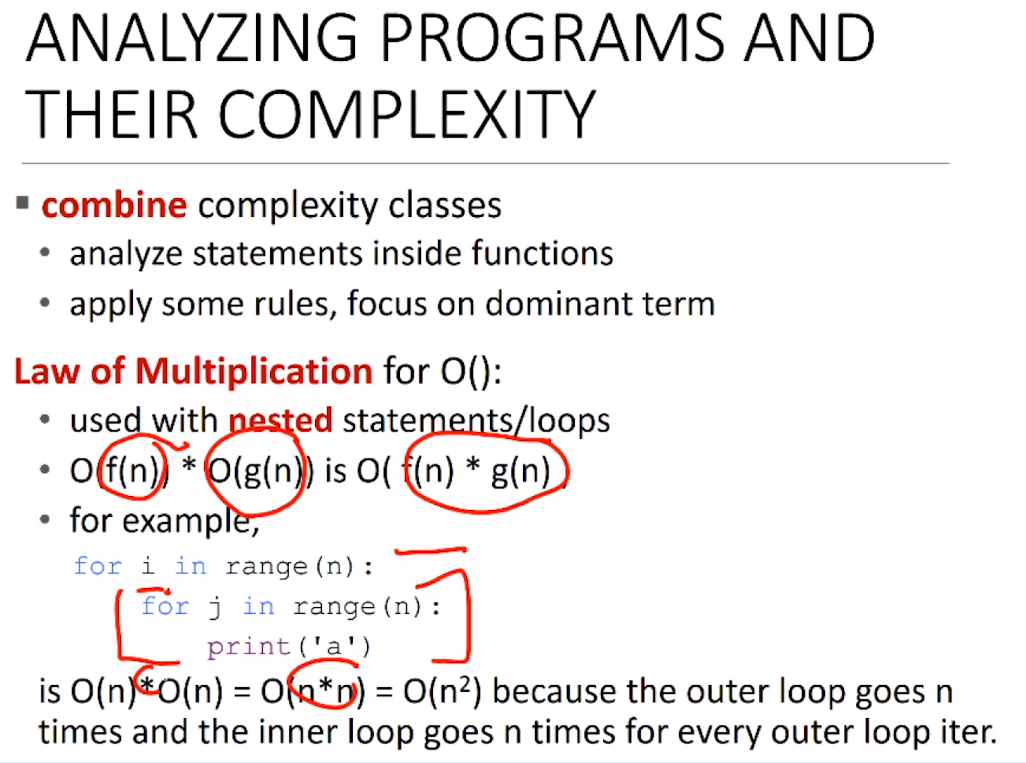 ANALYZING PROGRAMS AND
THEIR COMPLEXITY
▪ combine complexity classes
• analyze statements inside functions
• apply some rules, focus on dominant term
Law of Multiplication for O():
• used with nested statements/loops
• O(f(n)) * O(g(n)) is O( f(n) * g(n) )
• for example,
for i in range(n):
    for j in range(n):
        print('a')
is O(n)*O(n) = O(n*n) = O(n²) because the outer loop goes n
times and the inner loop goes n times for every outer loop iter.